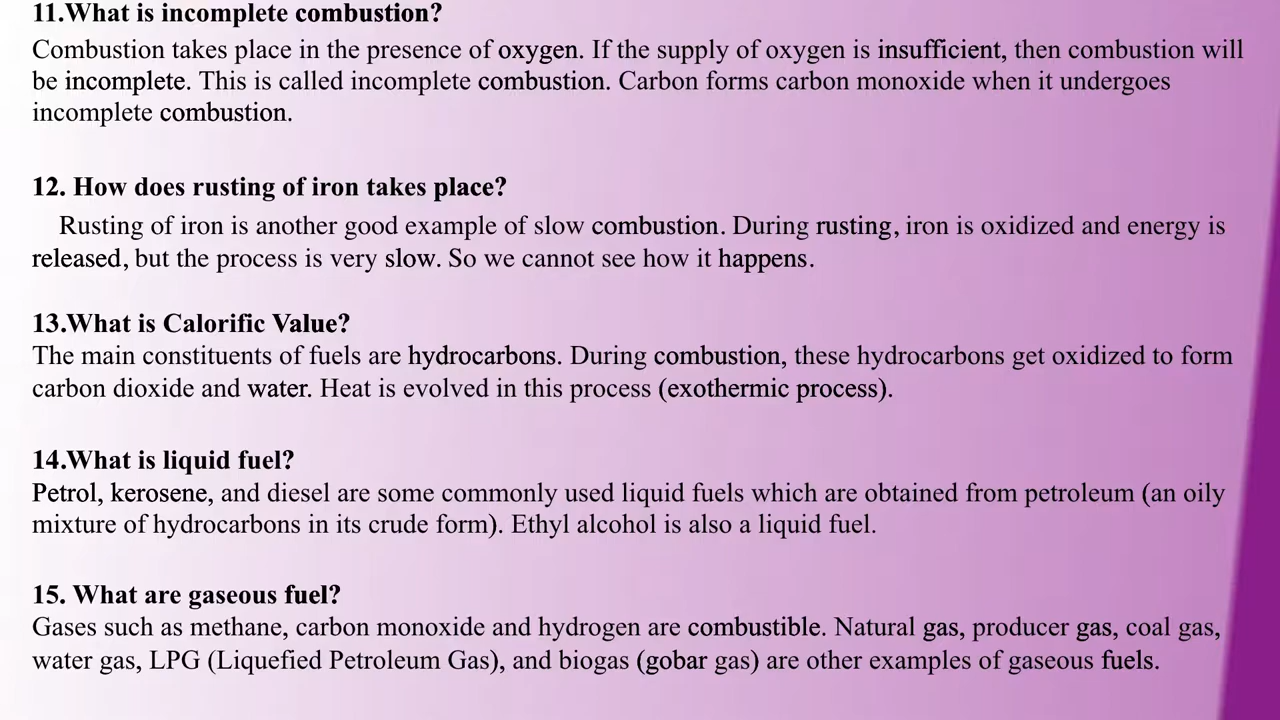 11.What is incomplete combustion?
Combustion takes place in the presence of oxygen. If the supply of oxygen is insufficient, then combustion will
be incomplete. This is called incomplete combustion. Carbon forms carbon monoxide when it undergoes
incomplete combustion.
12. How does rusting of iron takes place?
Rusting of iron is another good example of slow combustion. During rusting, iron is oxidized and energy is
released, but the process is very slow. So we cannot see how it happens.
13.What is Calorific Value?
The main constituents of fuels are hydrocarbons. During combustion, these hydrocarbons get oxidized to form
carbon dioxide and water. Heat is evolved in this process (exothermic process).
14.What is liquid fuel?
Petrol, kerosene, and diesel are some commonly used liquid fuels which are obtained from petroleum (an oily
mixture of hydrocarbons in its crude form). Ethyl alcohol is also a liquid fuel.
15. What are gaseous fuel?
Gases such as methane, carbon monoxide and hydrogen are combustible. Natural gas, producer gas, coal gas,
water gas, LPG (Liquefied Petroleum Gas), and biogas (gobar gas) are other examples of gaseous fuels.